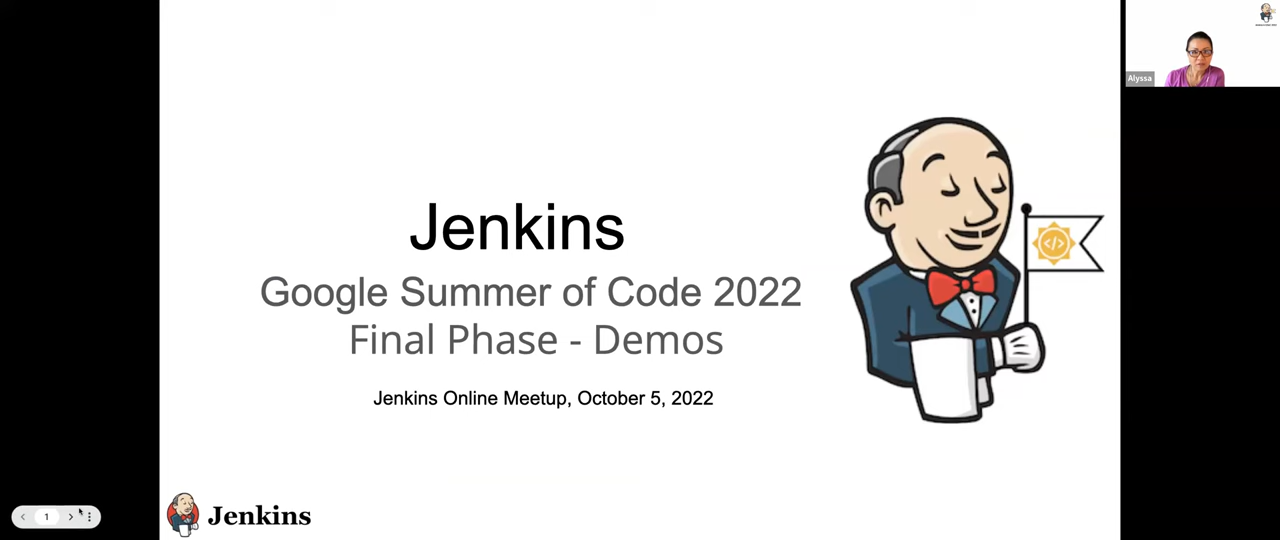 Jenkins
Google Summer of Code 2022
Final Phase - Demos
Jenkins Online Meetup, October 5, 2022
Jenkins
1
Alyssa